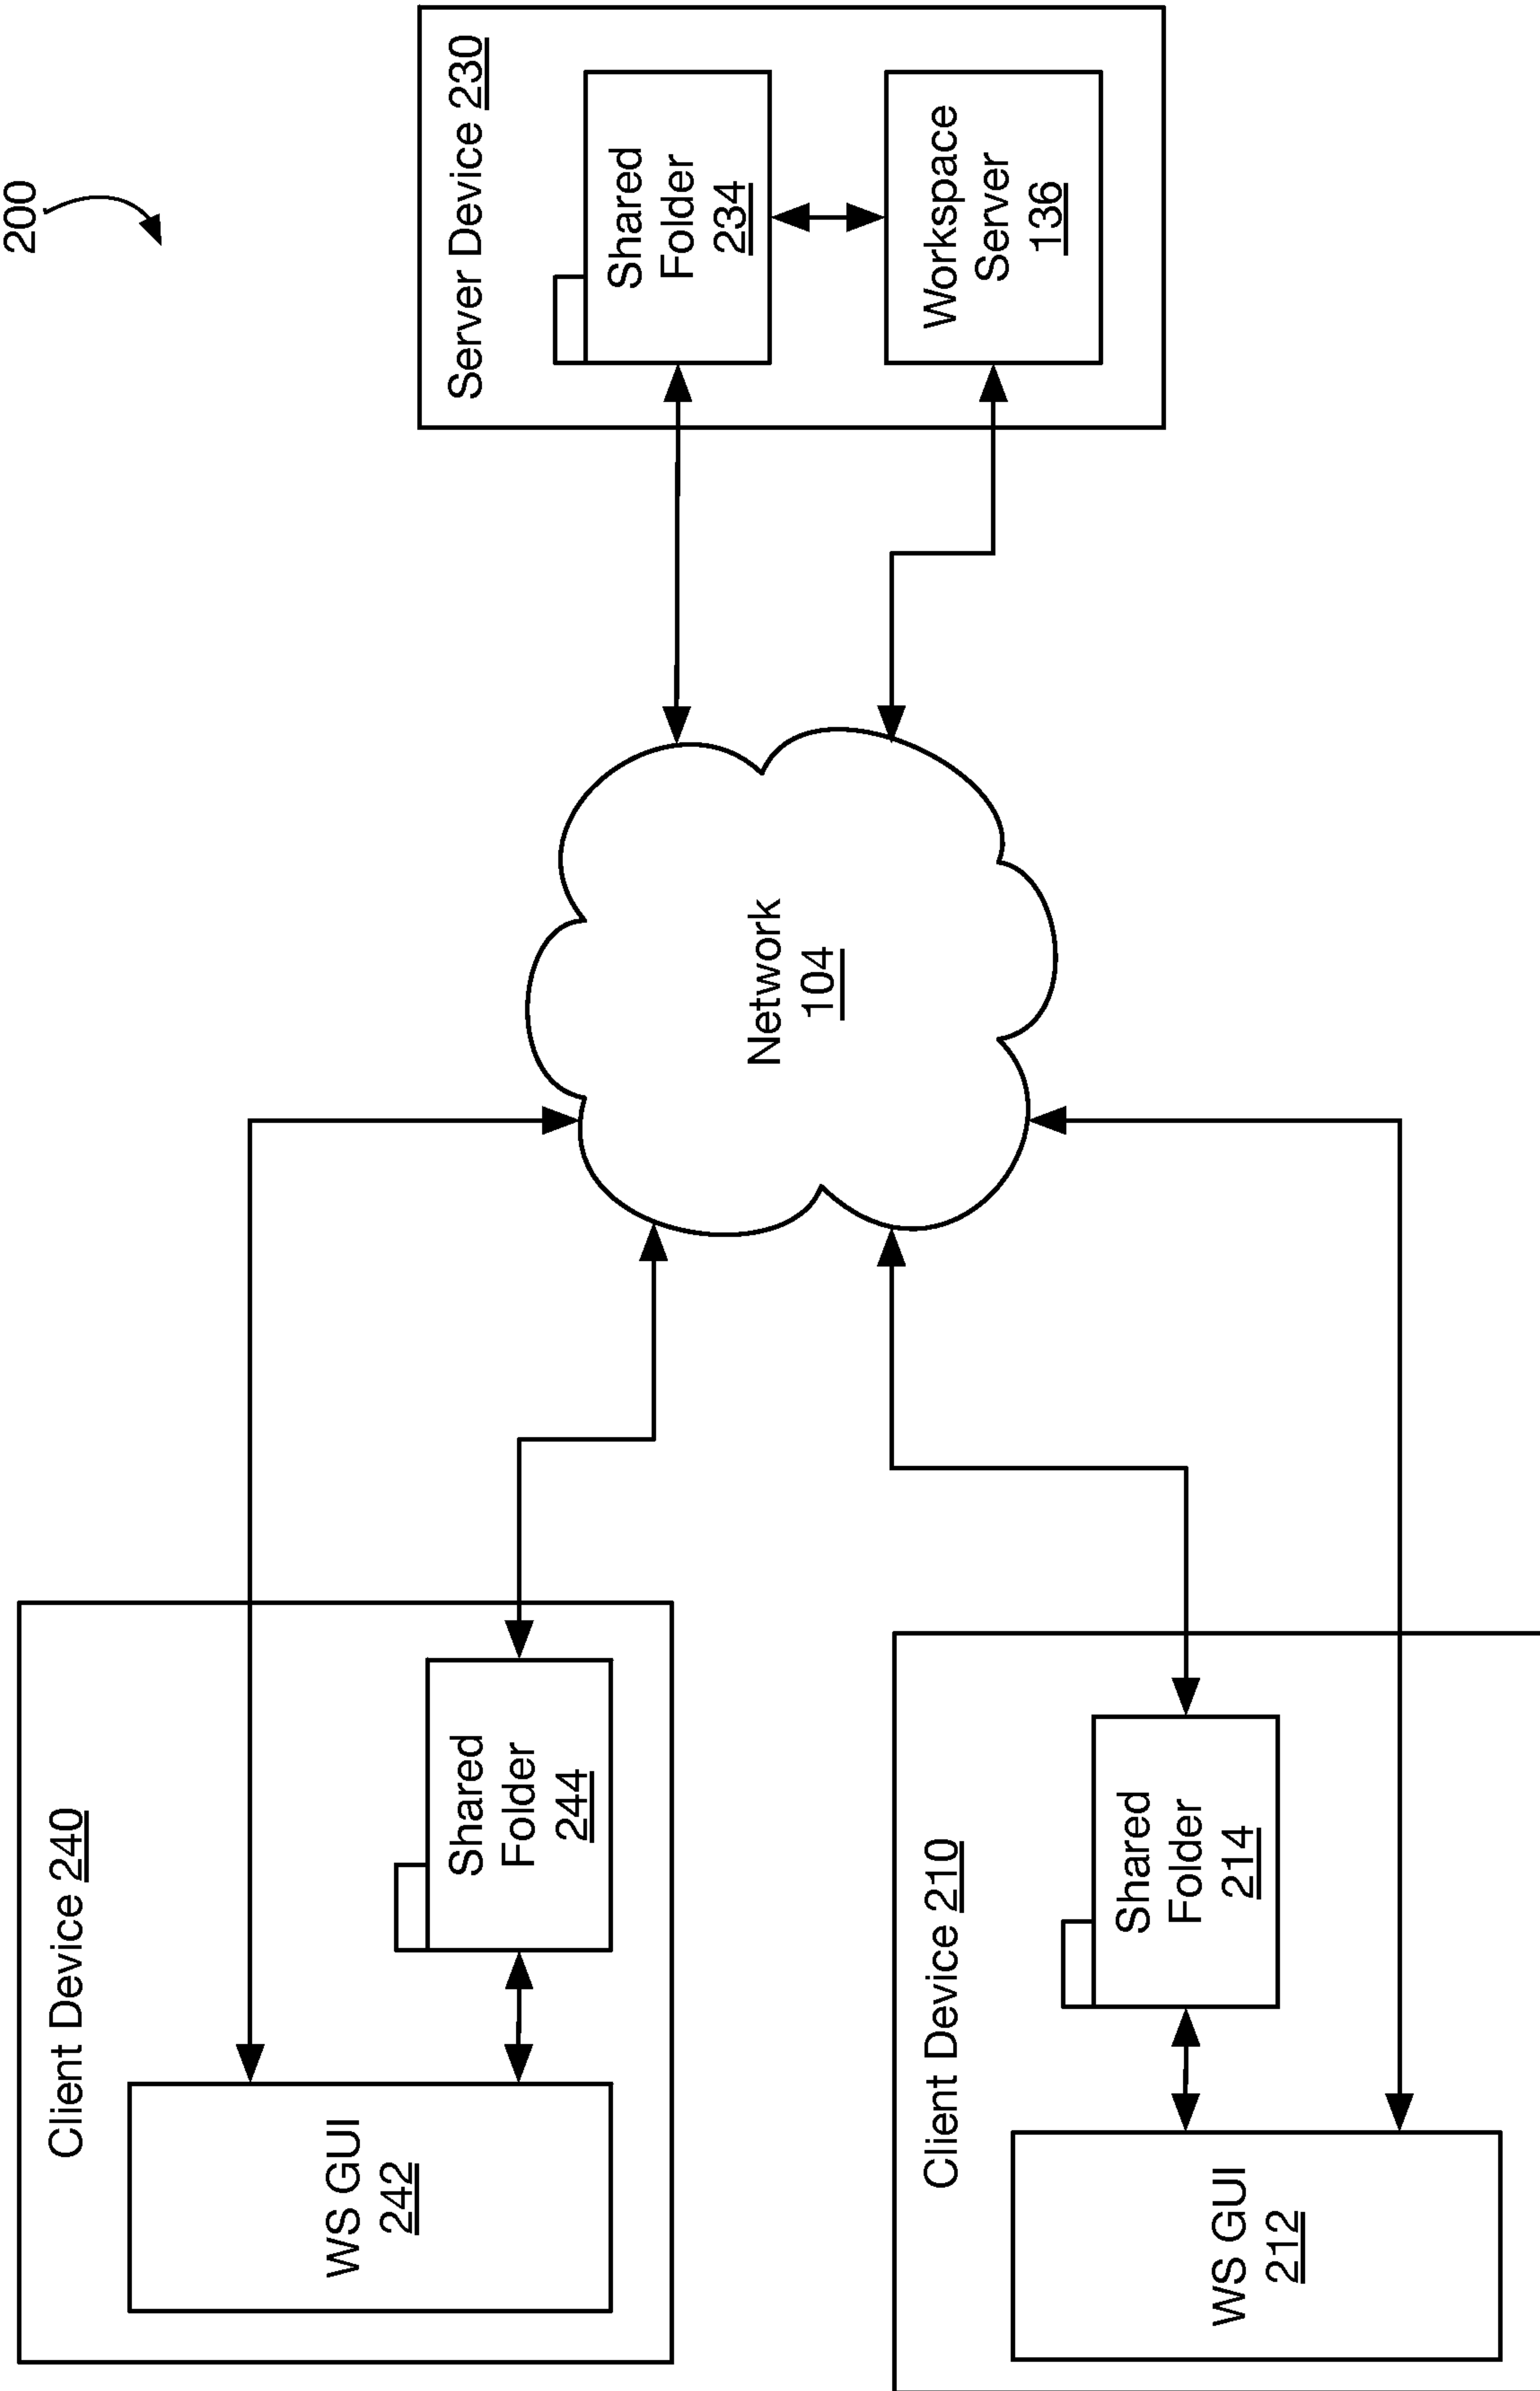 200
Client Device 240
WS GUI
242
Shared
Folder
244
Network
104
Server Device 230
Shared
Folder
234
Workspace
Server
136
Client Device 210
WS GUI
212
Shared
Folder
214